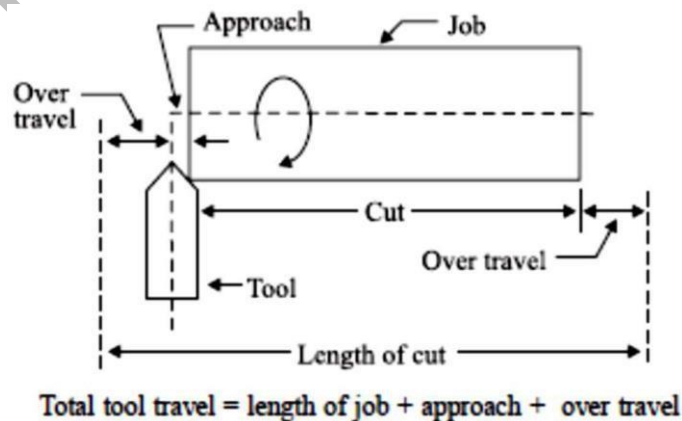 Approach
Job
Over
travel
Cut
Over travel
Tool
Length of cut
Total tool travel = length of job + approach + over travel